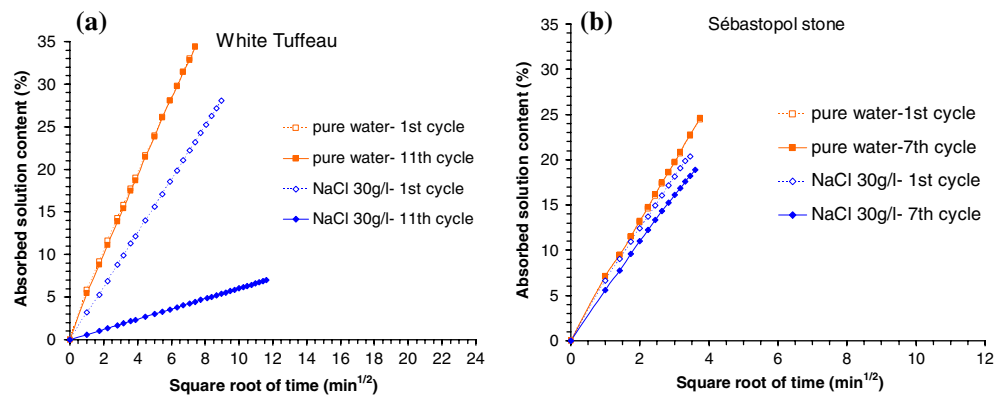 (a)
White Tuffeau
Absorbed solution content (%)
35
30
25
20
15
10
5
0
0 2 4 6 8 10 12 14 16 18 20 22 24
Square root of time (min^1/2)
pure water- 1st cycle
pure water- 11th cycle
NaCl 30g/l- 1st cycle
NaCl 30g/l- 11th cycle
(b)
Sébastopol stone
Absorbed solution content (%)
35
30
25
20
15
10
5
0
0 2 4 6 8 10 12
Square root of time (min^1/2)
pure water-1st cycle
pure water-7th cycle
NaCl 30g/l- 1st cycle
NaCl 30g/l- 7th cycle